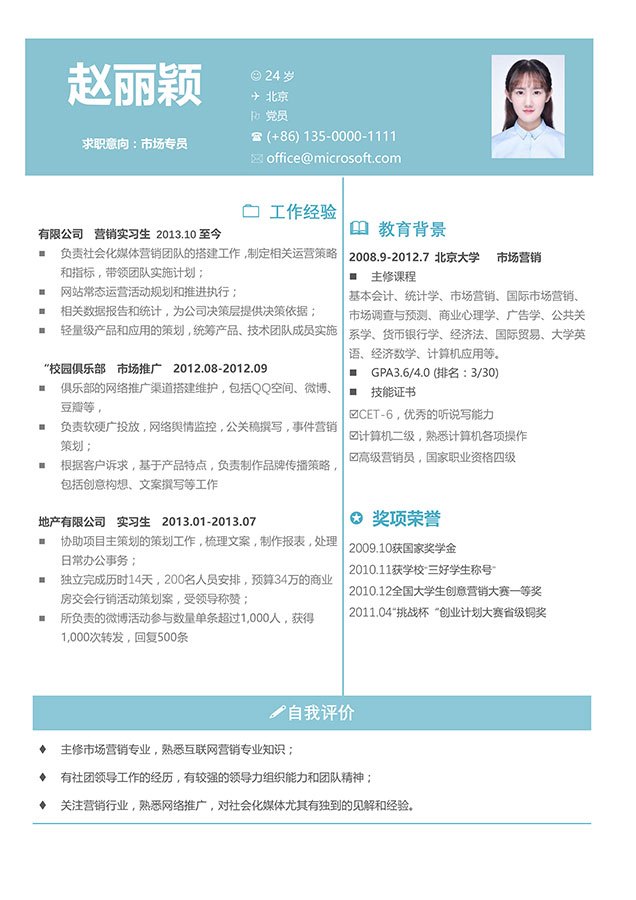 赵丽颖
求职意向：市场专员
24 岁
北京
党员
(+86) 135-0000-1111
office@microsoft.com
工作经验
有限公司 营销实习生 2013.10 至今
■ 负责社会化媒体营销团队的搭建工作，制定相关运营策略
和指标，带领团队实施计划；
■ 网站常态运营活动规划和推进执行；
■ 相关数据报告和统计，为公司决策层提供决策依据；
■ 轻量级产品和应用的策划，统筹产品、技术团队成员实施
“校园俱乐部 市场推广 2012.08-2012.09
■ 俱乐部的网络推广渠道搭建维护，包括QQ空间、微博、
豆瓣等，
■ 负责软硬广投放，网络舆情监控，公关稿撰写，事件营销
策划；
■ 根据客户诉求，基于产品特点，负责制作品牌传播策略，
包括创意构想、文案撰写等工作
地产有限公司 实习生 2013.01-2013.07
■ 协助项目主策划的策划工作，梳理文案，制作报表，处理
日常办公事务；
■ 独立完成历时14天，200名人员安排，预算34万的商业
房交会行销活动策划案，受领导称赞；
■ 所负责的微博活动参与数量单条超过1,000人，获得
1,000次转发，回复500条
教育背景
2008.9-2012.7 北京大学 市场营销
■ 主修课程
基本会计、统计学、市场营销、国际市场营销、
市场调查与预测、商业心理学、广告学、公共关
系学、货币银行学、经济法、国际贸易、大学英
语、经济数学、计算机应用等。
■ GPA3.6/4.0 (排名：3/30)
■ 技能证书
☑CET-6，优秀的听说写能力
☑计算机二级，熟悉计算机各项操作
☑高级营销员，国家职业资格四级
奖项荣誉
2009.10获国家奖学金
2010.11获学校“三好学生称号”
2010.12全国大学生创意营销大赛一等奖
2011.04“挑战杯“创业计划大赛省级铜奖
自我评价
♦ 主修市场营销专业，熟悉互联网营销专业知识；
♦ 有社团领导工作的经历，有较强的领导力组织能力和团队精神；
♦ 关注营销行业，熟悉网络推广，对社会化媒体尤其有独到的见解和经验。